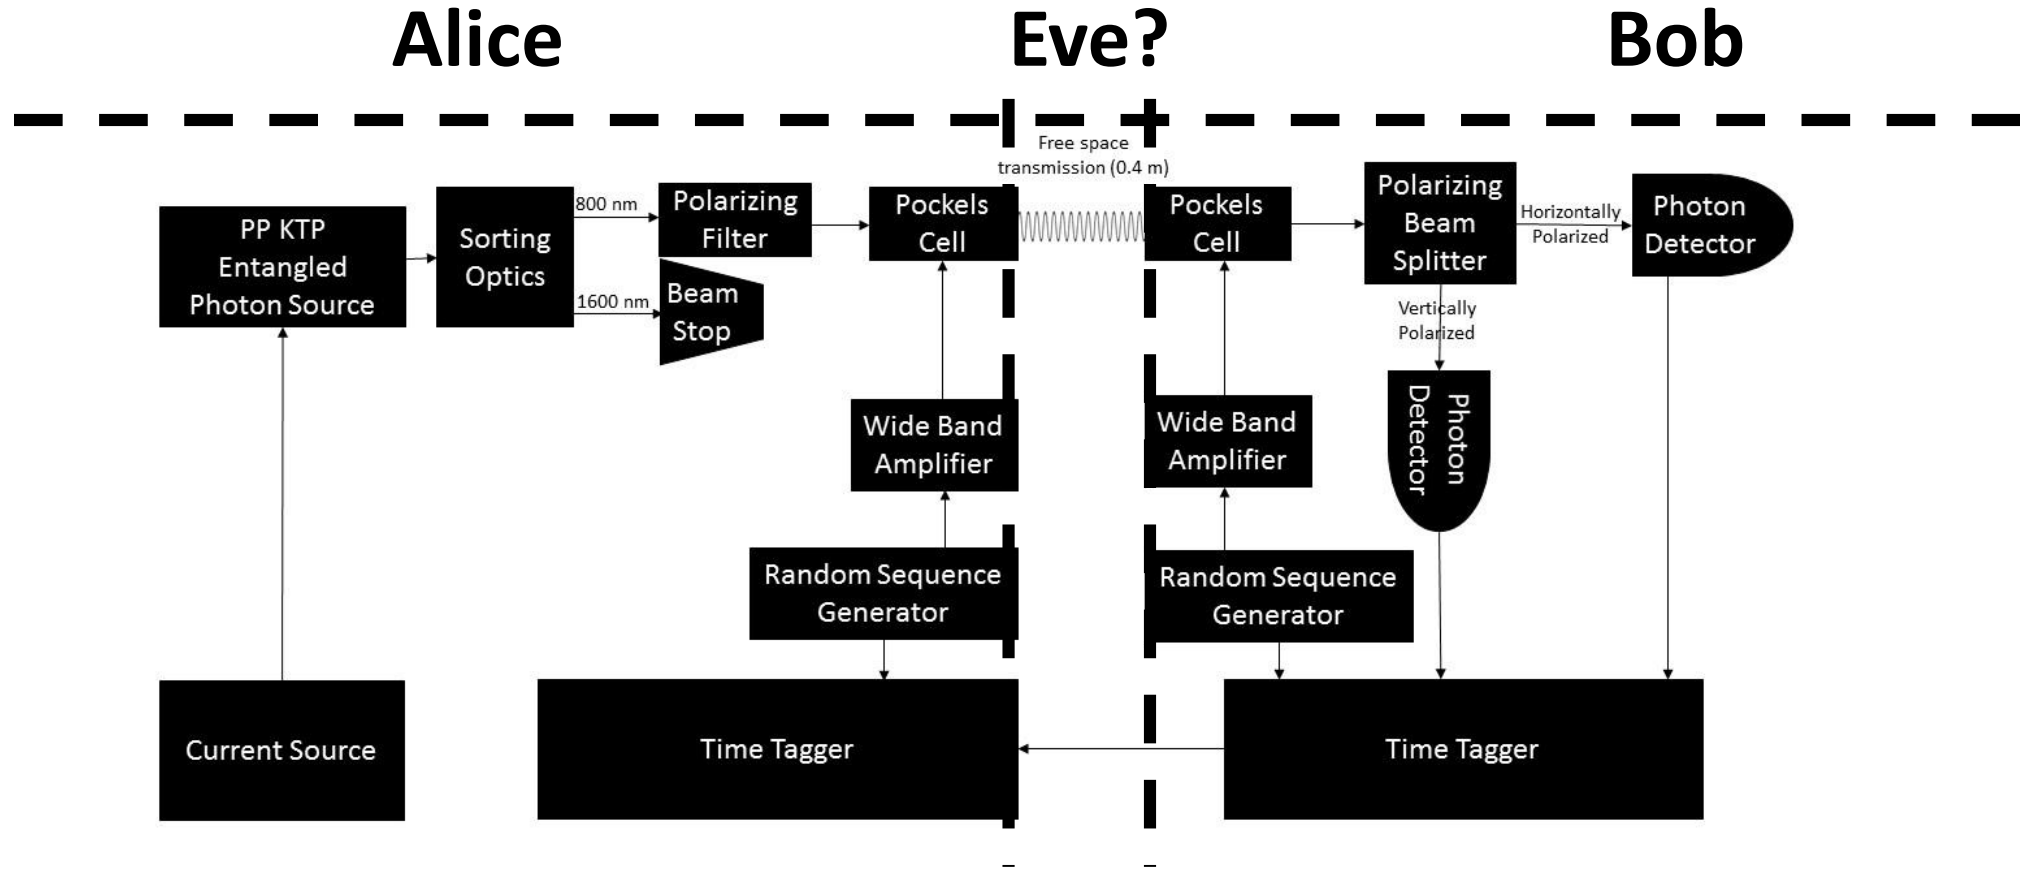 Alice
Eve?
Bob
Free space
transmission (0.4 m)
PP KTP
Entangled
Photon Source
Sorting
Optics
800 nm
1600 nm
Polarizing
Filter
Beam
Stop
Pockels
Cell
Pockels
Cell
Polarizing
Beam
Splitter
Horizontally
Polarized
Photon
Detector
Vertically
Polarized
Photon
Detector
Wide Band
Amplifier
Wide Band
Amplifier
Random Sequence
Generator
Random Sequence
Generator
Current Source
Time Tagger
Time Tagger